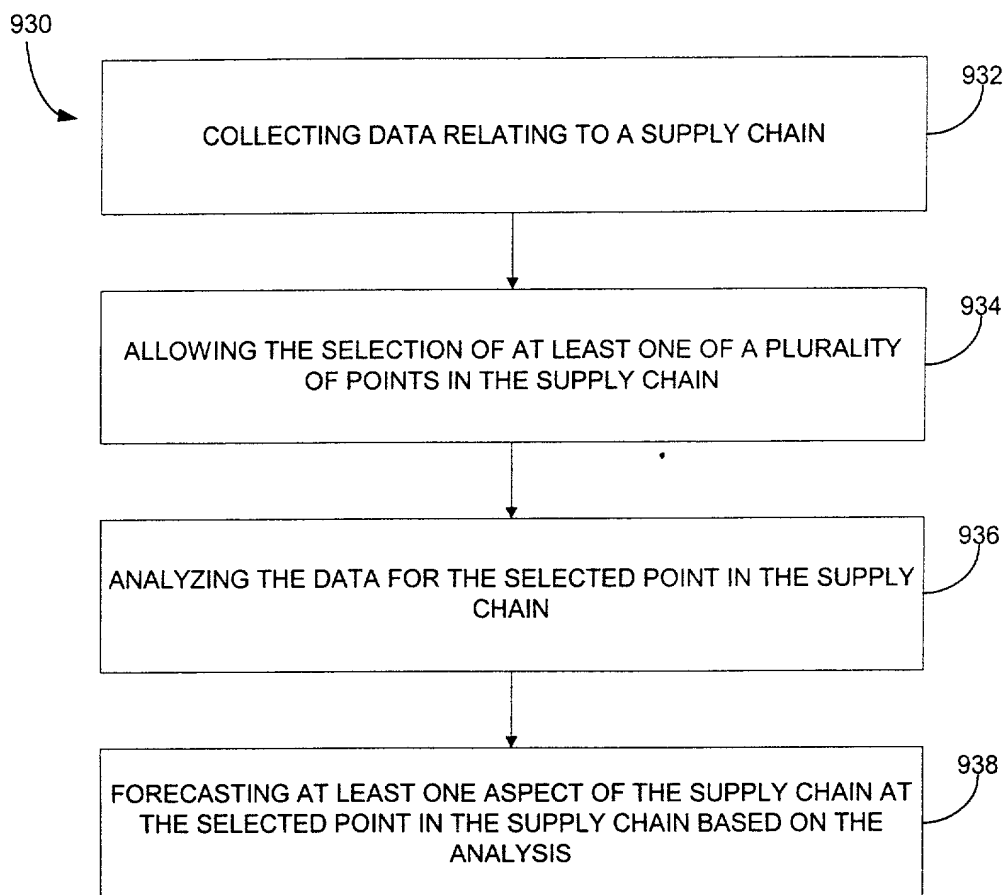 930
932
COLLECTING DATA RELATING TO A SUPPLY CHAIN
934
ALLOWING THE SELECTION OF AT LEAST ONE OF A PLURALITY
OF POINTS IN THE SUPPLY CHAIN
936
ANALYZING THE DATA FOR THE SELECTED POINT IN THE SUPPLY
CHAIN
938
FORECASTING AT LEAST ONE ASPECT OF THE SUPPLY CHAIN AT
THE SELECTED POINT IN THE SUPPLY CHAIN BASED ON THE
ANALYSIS